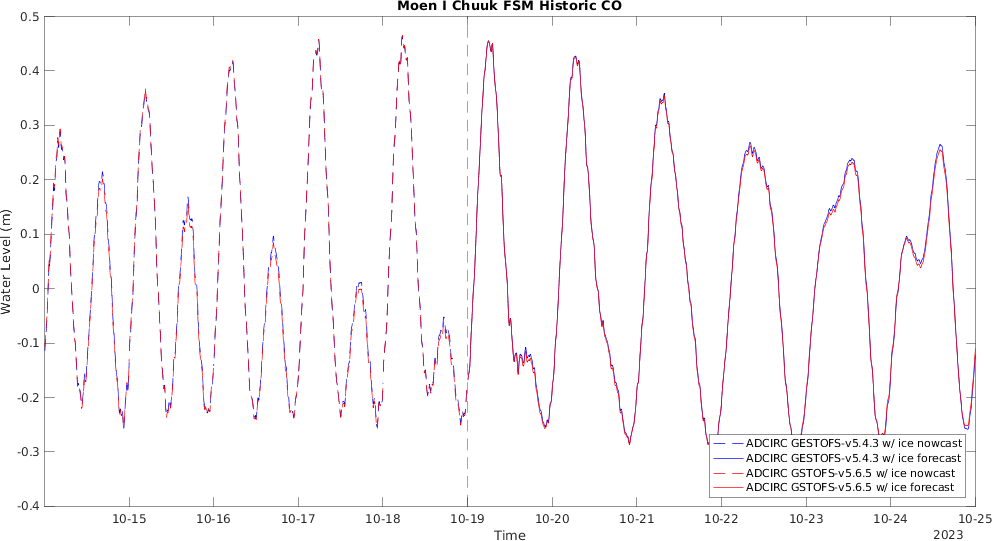 Moen I Chuuk FSM Historic CO
Water Level (m)
0.5
0.4
0.3
0.2
0.1
0
-0.1
-0.2
-0.3
-0.4
ADCIRC GESTOFS-v5.4.3 w/ ice nowcast
ADCIRC GESTOFS-v5.4.3 w/ ice forecast
ADCIRC GSTOFS-v5.6.5 w/ ice nowcast
ADCIRC GSTOFS-v5.6.5 w/ ice forecast
10-15 10-16 10-17 10-18 10-19 10-20 10-21 10-22 10-23 10-24 10-25
Time
2023